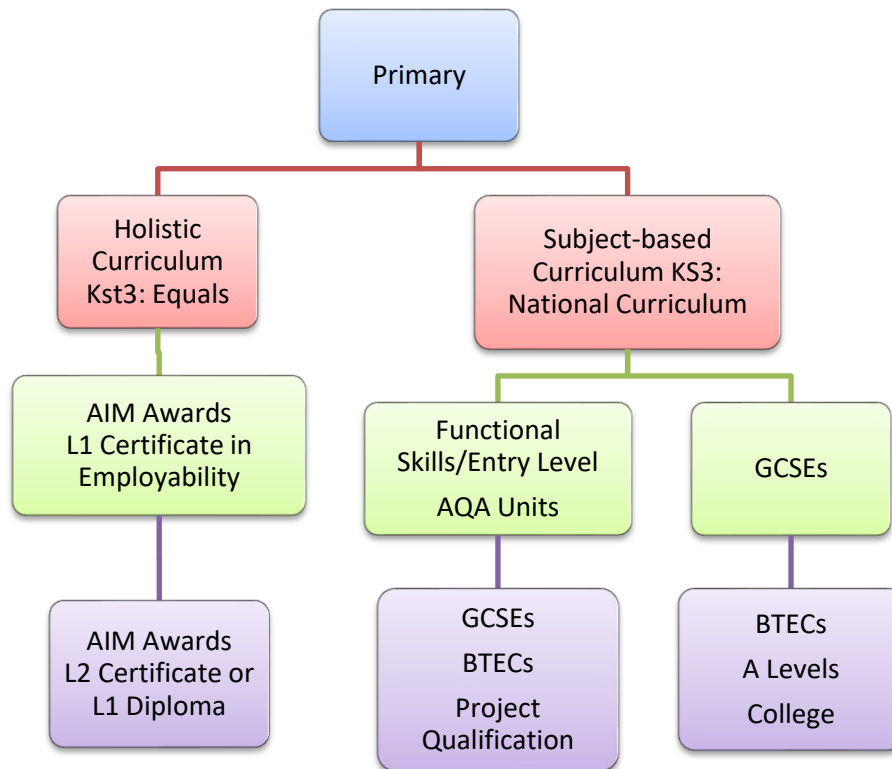 Primary
Holistic
Curriculum
Kst3: Equals
Subject-based
Curriculum KS3:
National Curriculum
AIM Awards
L1 Certificate in
Employability
Functional
Skills/Entry Level
AQA Units
GCSEs
AIM Awards
L2 Certificate or
L1 Diploma
GCSEs
BTECs
Project
Qualification
BTECs
A Levels
College